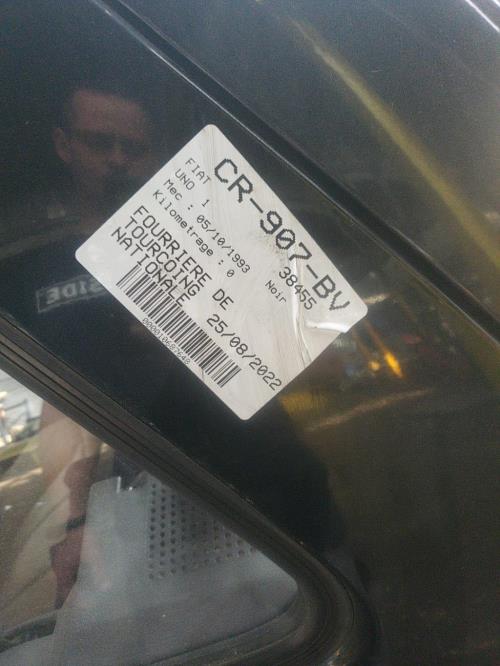 CR-907-BV
FIAT
38455
UNO 1
Noir
Mec : 05/10/1993
Kilometrage : 0
FOURRIERE DE
TOURCOING
NATIONALE 25/08/2022
SIDE